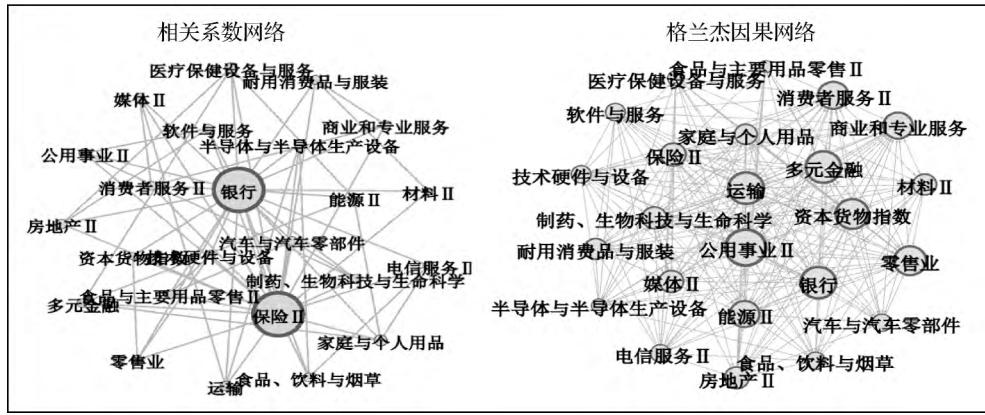 相关系数网络
医疗保健设备与服务
耐用消费品与服装
媒体Ⅱ
软件与服务
商业和专业服务
半导体与半导体生产设备
公用事业Ⅱ
消费者服务Ⅱ
银行
能源Ⅱ
材料Ⅱ
房地产Ⅱ
汽车与汽车零部件
资本货物指数
技术硬件与设备
电信服务Ⅱ
制药、生物科技与生命科学
食品与主要用品零售Ⅱ
多元金融
保险Ⅱ
家庭与个人用品
零售业
运输
食品、饮料与烟草
格兰杰因果网络
食品与主要用品零售Ⅱ
医疗保健设备与服务
消费者服务Ⅱ
软件与服务
家庭与个人用品
商业和专业服务
保险Ⅱ
多元金融
技术硬件与设备
运输
材料Ⅱ
制药、生物科技与生命科学
资本货物指数
耐用消费品与服装
公用事业Ⅱ
零售业
媒体Ⅱ
银行
半导体与半导体生产设备
能源Ⅱ
汽车与汽车零部件
电信服务Ⅱ
食品、饮料与烟草
房地产Ⅱ